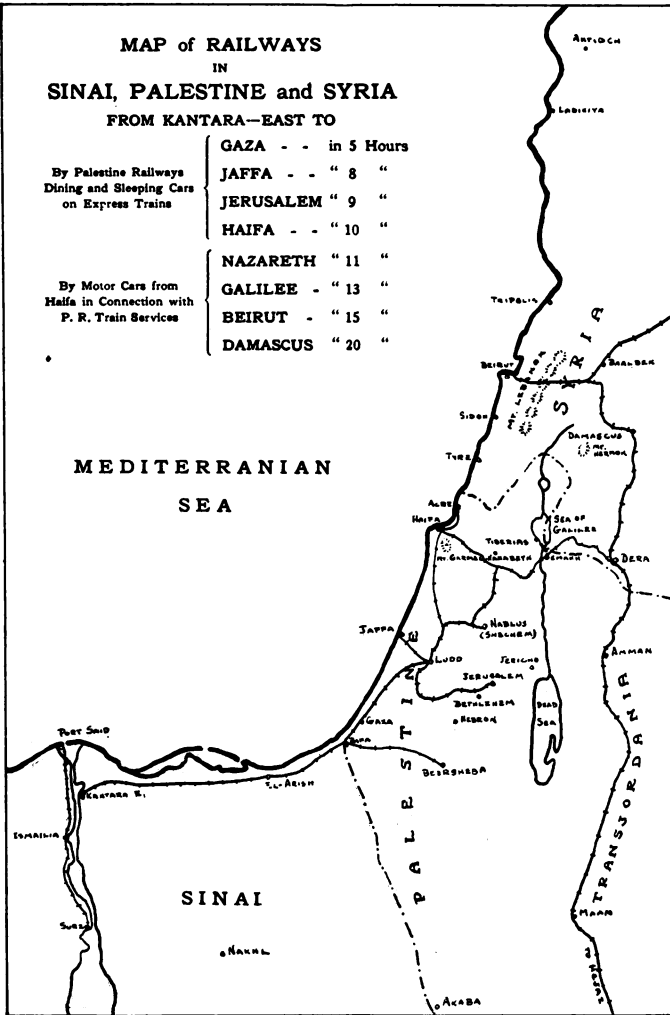 MAP of RAILWAYS
IN
SINAI, PALESTINE and SYRIA
FROM KANTARA—EAST TO
By Palestine Railways
Dining and Sleeping Cars
on Express Trains
GAZA - - in 5 Hours
JAFFA - - “ 8 “
JERUSALEM “ 9 “
HAIFA - - “ 10 “
By Motor Cars from
Haifa in Connection with
P. R. Train Services
NAZARETH “ 11 “
GALILEE - “ 13 “
BEIRUT - “ 15 “
DAMASCUS “ 20 “
ANTIOCH
LADIKIYA
TRIPOLIS
SYRIA
BEIRUT
MT. LEBANON
BAALBEK
SIDON
DAMASCUS
MT.
HERMON
TYRE
MEDITERRANIAN
SEA
ACRE
HAIFA
SEA OF
GALILEE
TIBERIAS
MT. CARMEL
NAZARETH
SEMAKH
DERA
JAFFA
NABLUS
(SHECHEM)
LUDD
JERICHO
AMMAN
JERUSALEM
BETHLEHEM
HEBRON
DEAD
SEA
PALESTINE
TRANSJORDANIA
GAZA
RAFA
BEERSHEBA
PORT SAID
KANTARA E.
EL-ARISH
ISMAILIA
SINAI
SUEZ
NAKHL
MAAN
AKABA